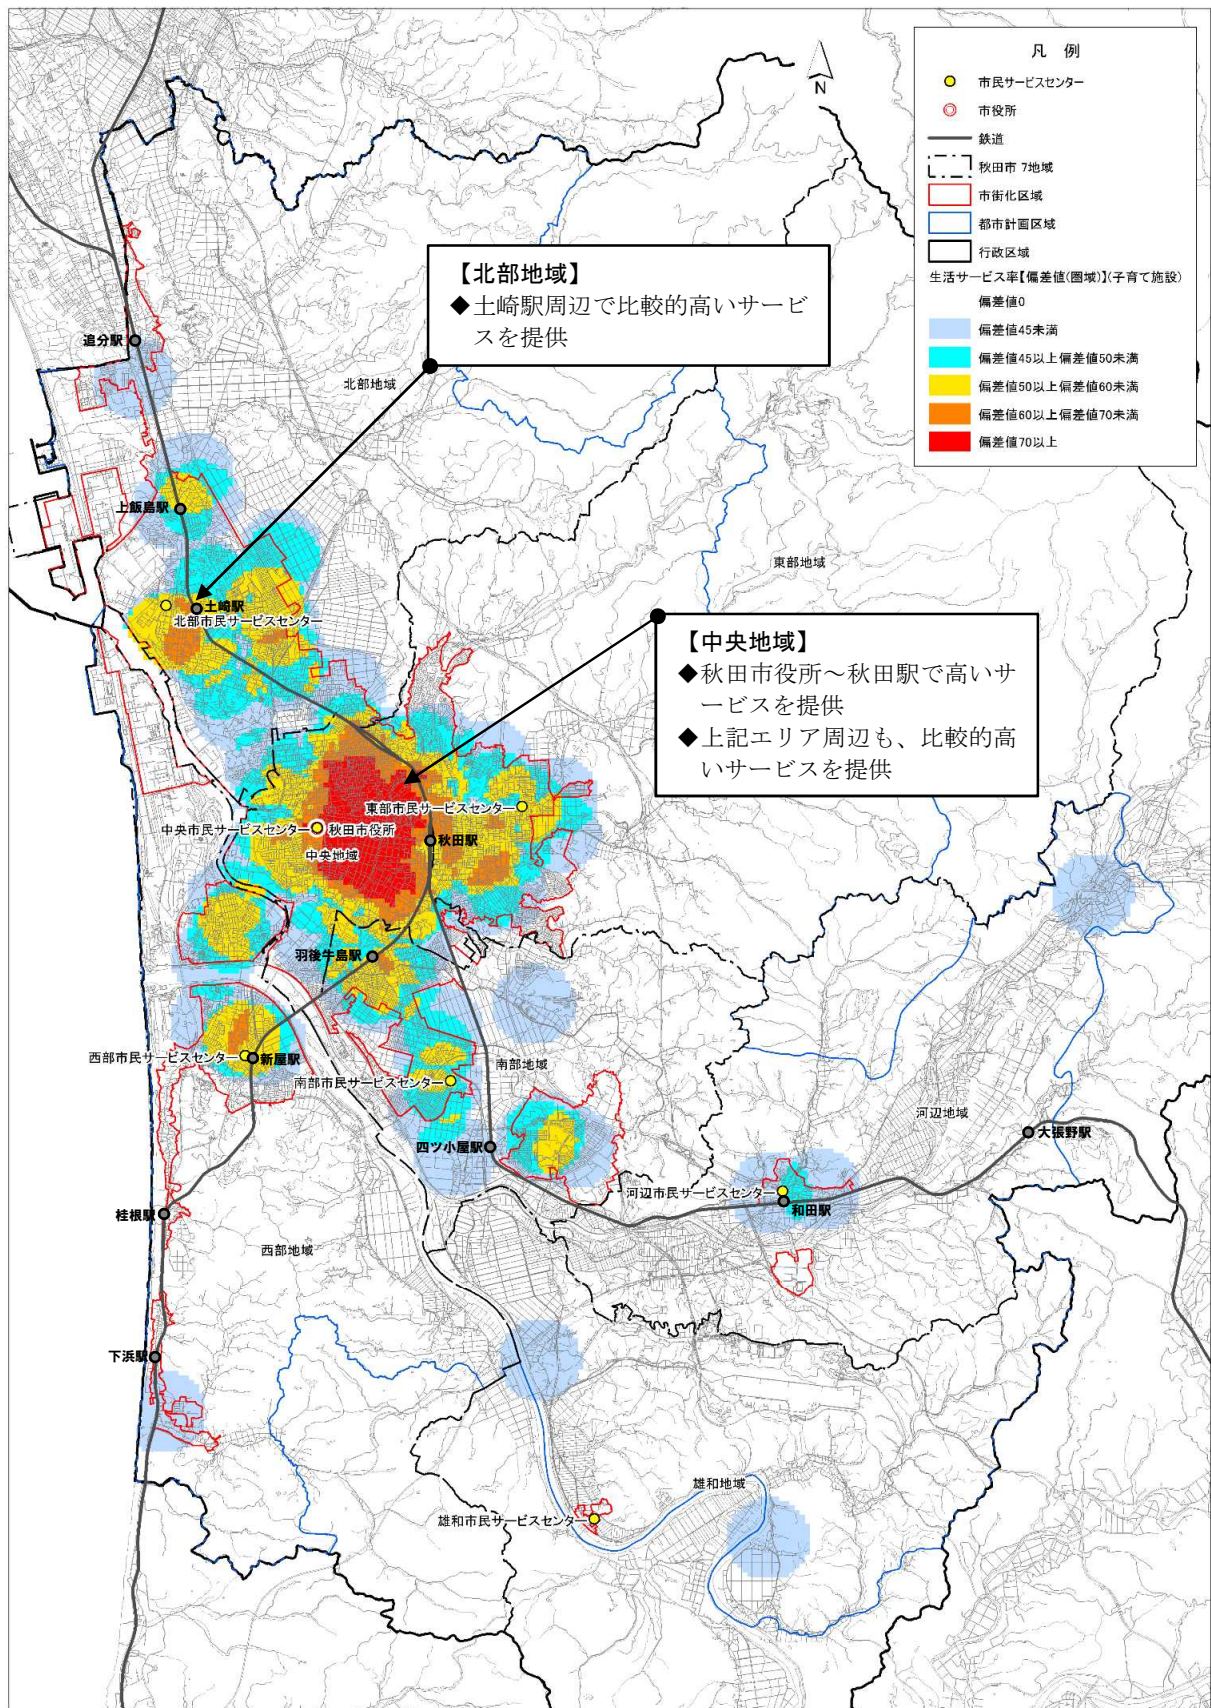 凡 例
市民サービスセンター
市役所
鉄道
秋田市 7地域
市街化区域
都市計画区域
行政区域
生活サービス率【偏差値(圏域)】(子育て施設)
偏差値0
偏差値45未満
偏差値45以上偏差値50未満
偏差値50以上偏差値60未満
偏差値60以上偏差値70未満
偏差値70以上
N
【北部地域】
◆土崎駅周辺で比較的高いサービ
スを提供
追分駅
北部地域
上飯島駅
東部地域
土崎駅
北部市民サービスセンター
【中央地域】
◆秋田市役所～秋田駅で高いサ
ービスを提供
◆上記エリア周辺も、比較的高
いサービスを提供
東部市民サービスセンター
中央市民サービスセンター
秋田市役所
秋田駅
中央地域
羽後牛島駅
西部市民サービスセンター
新屋駅
南部地域
南部市民サービスセンター
河辺地域
大張野駅
四ツ小屋駅
河辺市民サービスセンター
和田駅
桂根駅
西部地域
下浜駅
雄和地域
雄和市民サービスセンター